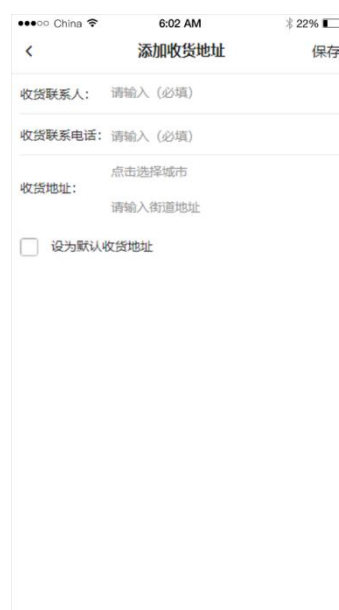 China 6:02 AM 22%
添加收货地址 保存
收货联系人: 请输入（必填）
收货联系电话: 请输入（必填）
点击选择城市
收货地址:
请输入街道地址
设为默认收货地址